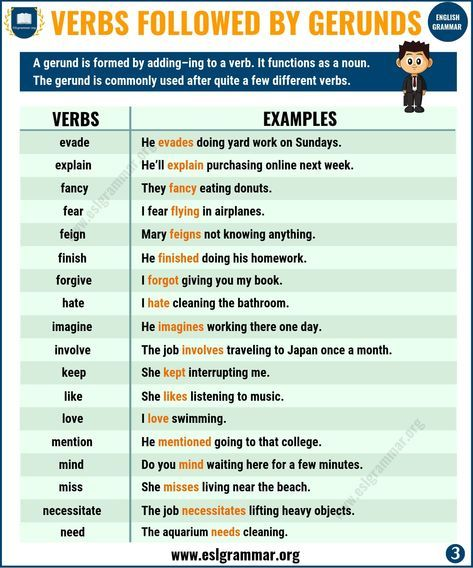 VERBS FOLLOWED BY GERUNDS
ENGLISH
GRAMMAR
A gerund is formed by adding–ing to a verb. It functions as a noun.
The gerund is commonly used after quite a few different verbs.
VERBS EXAMPLES
evade He evades doing yard work on Sundays.
explain He'll explain purchasing online next week.
fancy They fancy eating donuts.
fear I fear flying in airplanes.
feign Mary feigns not knowing anything.
finish He finished doing his homework.
forgive I forgot giving you my book.
hate I hate cleaning the bathroom.
imagine He imagines working there one day.
involve The job involves traveling to Japan once a month.
keep She kept interrupting me.
like She likes listening to music.
love I love swimming.
mention He mentioned going to that college.
mind Do you mind waiting here for a few minutes.
miss She misses living near the beach.
necessitate The job necessitates lifting heavy objects.
need The aquarium needs cleaning.
www.eslgrammar.org
www.eslgrammar.org
www.eslgrammar.org
3